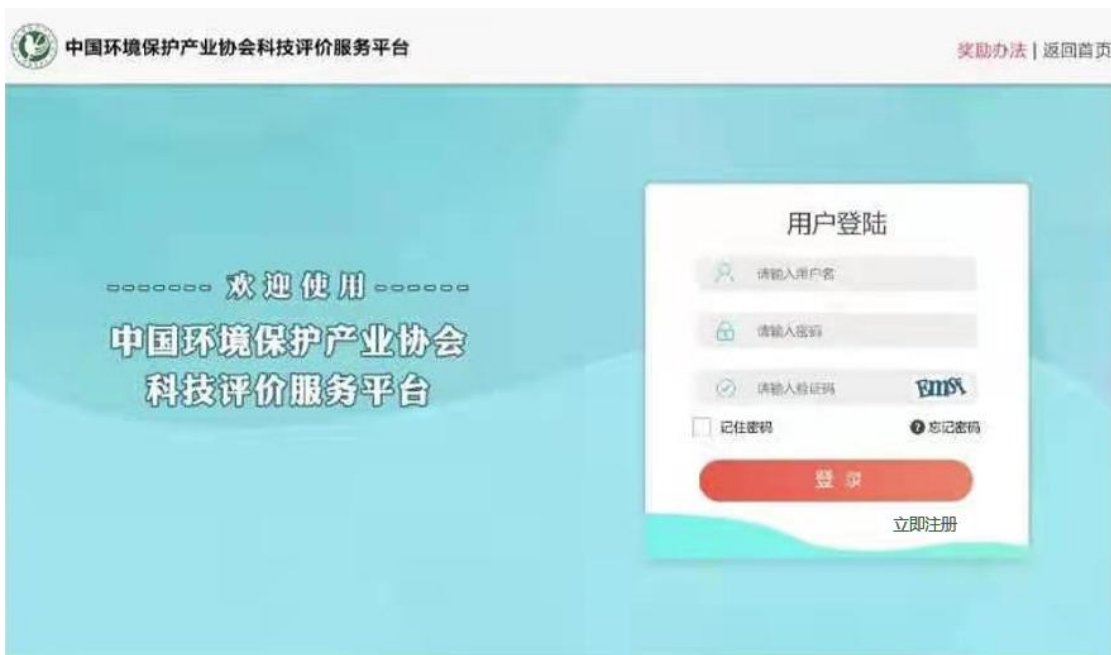 中国环境保护产业协会科技评价服务平台
奖励办法 | 返回首页
------- 欢迎使用 ------
中国环境保护产业协会
科技评价服务平台
用户登陆
请输入用户名
请输入密码
请输入验证码
记住密码 ? 忘记密码
登录
立即注册